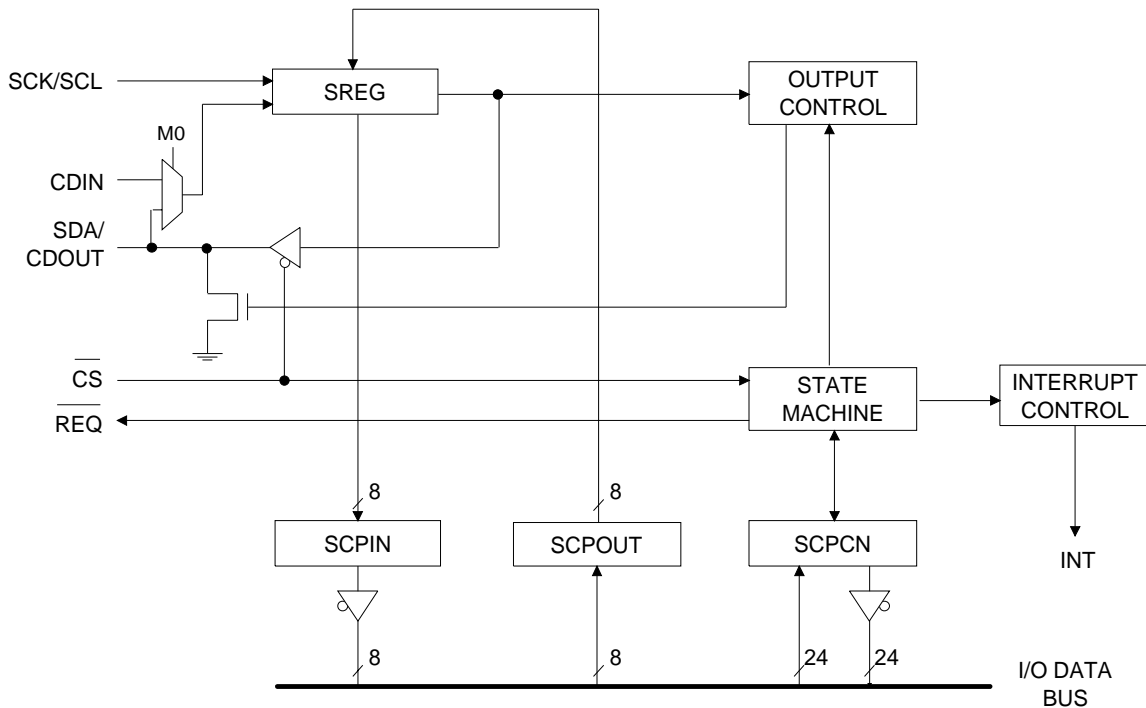 SCK/SCL
SREG
OUTPUT
CONTROL
M0
CDIN
SDA/
CDOUT
CS
REQ
STATE
MACHINE
INTERRUPT
CONTROL
8
8
SCPIN
SCPOUT
SCPCN
INT
8
8
24
24
I/O DATA
BUS